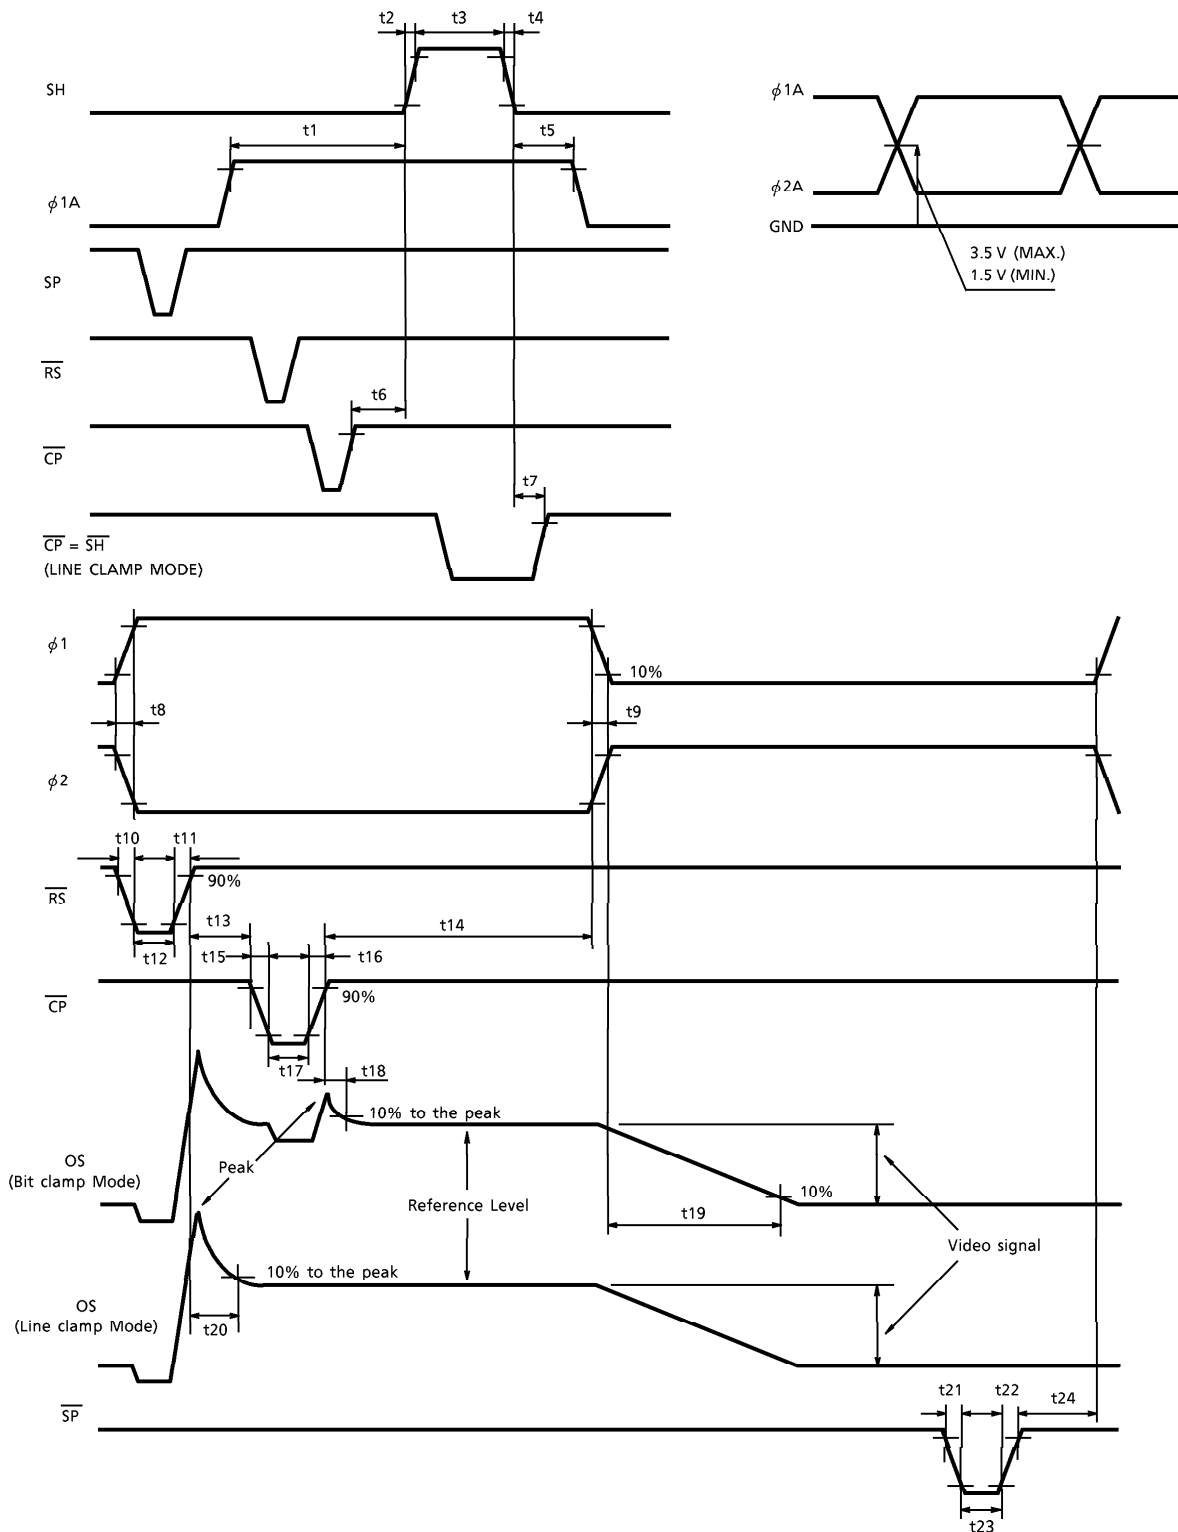 t2 t3 t4
SH
t1 t5
ϕ1A
SP
RS
t6
CP
t7
CP = SH
(LINE CLAMP MODE)
ϕ1A
ϕ2A
GND
3.5 V (MAX.)
1.5 V (MIN.)
ϕ1
10%
t8 t9
ϕ2
t10 t11
RS
90%
t13 t14
t12 t15 t16
CP
90%
t17 t18
10% to the peak
OS
(Bit clamp Mode)
Peak
10%
Reference Level
t19
Video signal
10% to the peak
OS
(Line clamp Mode)
t20
SP
t21 t22 t24
t23